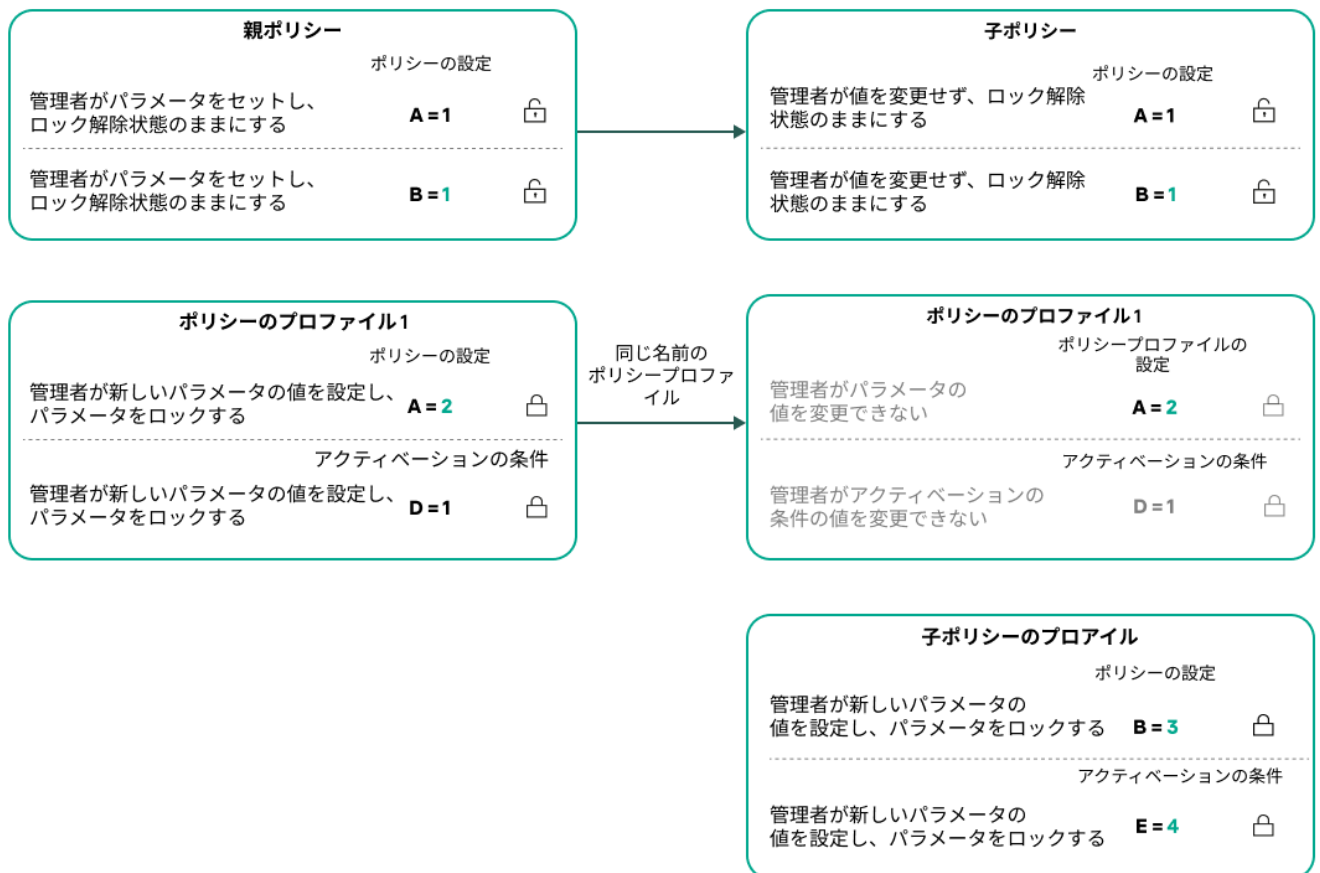 親ポリシー
ポリシーの設定
管理者がパラメータをセットし、
ロック解除状態のままにする
A = 1
管理者がパラメータをセットし、
ロック解除状態のままにする
B = 1
子ポリシー
ポリシーの設定
管理者が値を変更せず、ロック解除
状態のままにする
A = 1
管理者が値を変更せず、ロック解除
状態のままにする
B = 1
ポリシーのプロファイル1
ポリシーの設定
管理者が新しいパラメータの値を設定し、
パラメータをロックする
A = 2
アクティベーションの条件
管理者が新しいパラメータの値を設定し、
パラメータをロックする
D = 1
同じ名前の
ポリシープロファ
イル
ポリシーのプロファイル1
ポリシープロファイルの
設定
管理者がパラメータの
値を変更できない
A = 2
アクティベーションの条件
管理者がアクティベーションの
条件の値を変更できない
D = 1
子ポリシーのプロアイル
ポリシーの設定
管理者が新しいパラメータの
値を設定し、パラメータをロックする
B = 3
アクティベーションの条件
管理者が新しいパラメータの
値を設定し、パラメータをロックする
E = 4